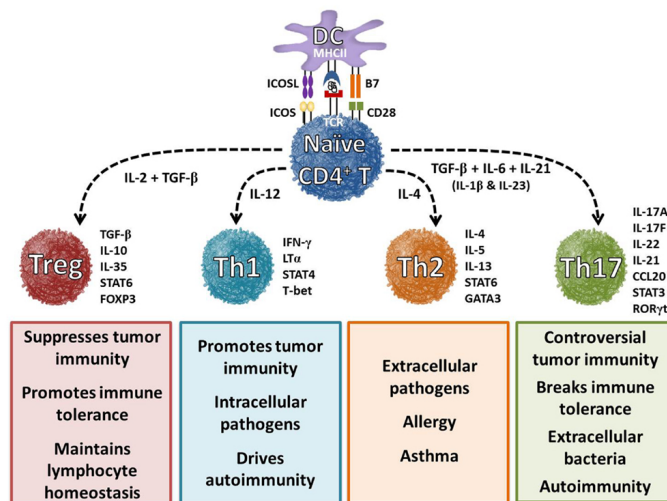 DC
MHCII
ICOSL
B7
ICOS
CD28
TCR
Naïve
CD4+ T
IL-2 + TGF-β
IL-12
IL-4
TGF-β + IL-6 + IL-21
(IL-1β & IL-23)
Treg
TGF-β
IL-10
IL-35
STAT6
FOXP3
Th1
IFN-γ
LTα
STAT4
T-bet
Th2
IL-4
IL-5
IL-13
STAT6
GATA3
Th17
IL-17A
IL-17F
IL-22
IL-21
CCL20
STAT3
RORγt
Suppresses tumor
immunity
Promotes immune
tolerance
Maintains
lymphocyte
homeostasis
Promotes tumor
immunity
Intracellular
pathogens
Drives
autoimmunity
Extracellular
pathogens
Allergy
Asthma
Controversial
tumor immunity
Breaks immune
tolerance
Extracellular
bacteria
Autoimmunity